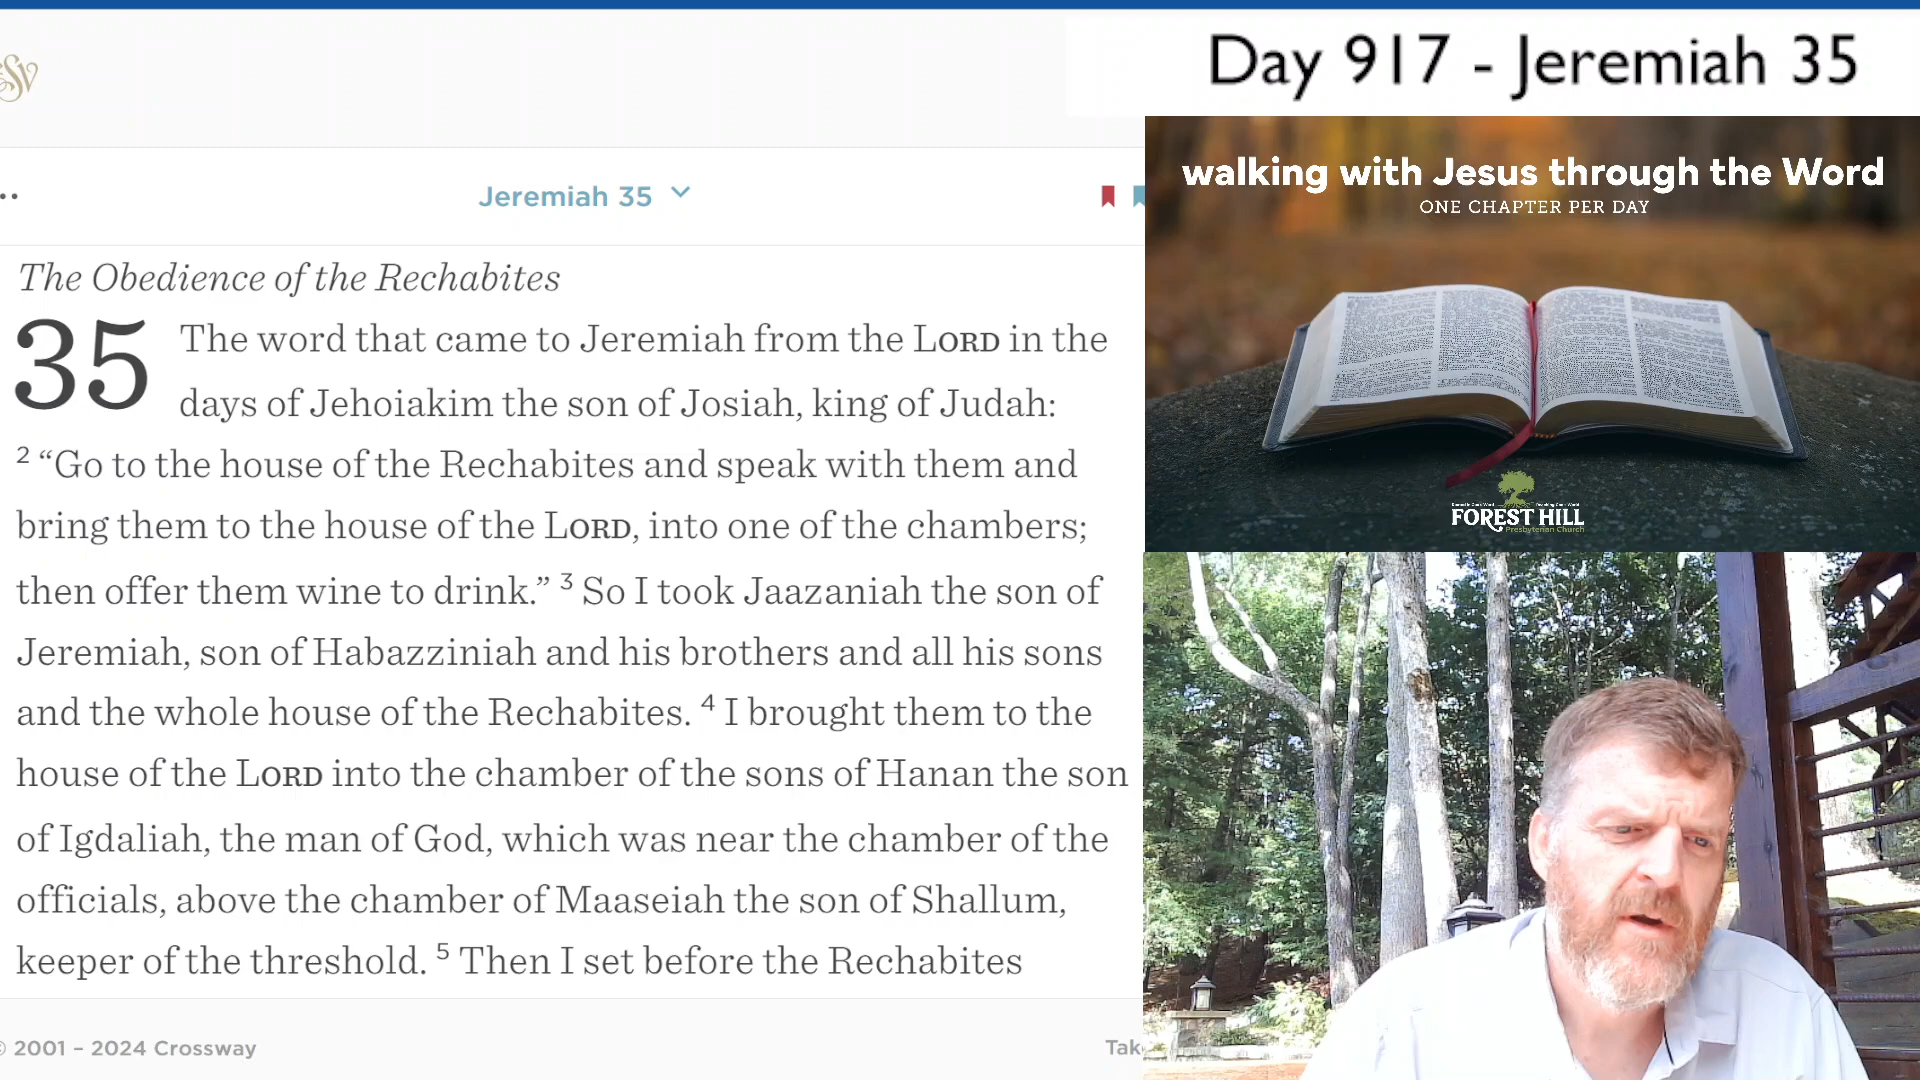 SV
Day 917 - Jeremiah 35
walking with Jesus through the Word
ONE CHAPTER PER DAY
Jeremiah 35
The Obedience of the Rechabites
35 The word that came to Jeremiah from the LORD in the
days of Jehoiakim the son of Josiah, king of Judah:
2 “Go to the house of the Rechabites and speak with them and
bring them to the house of the LORD, into one of the chambers;
then offer them wine to drink.” 3 So I took Jaazaniah the son of
Jeremiah, son of Habazziniah and his brothers and all his sons
and the whole house of the Rechabites. 4 I brought them to the
house of the LORD into the chamber of the sons of Hanan the son
of Igdaliah, the man of God, which was near the chamber of the
officials, above the chamber of Maaseiah the son of Shallum,
keeper of the threshold. 5 Then I set before the Rechabites
FOREST HILL
Presbyterian Church
© 2001 – 2024 Crossway
Tak